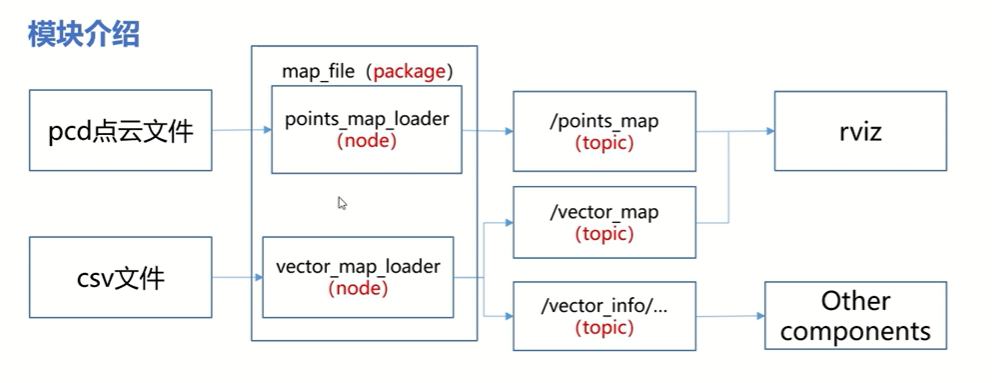 模块介绍
map_file（package）
pcd点云文件
points_map_loader
（node）
/points_map
（topic）
rviz
/vector_map
（topic）
csv文件
vector_map_loader
（node）
/vector_info/...
（topic）
Other
components